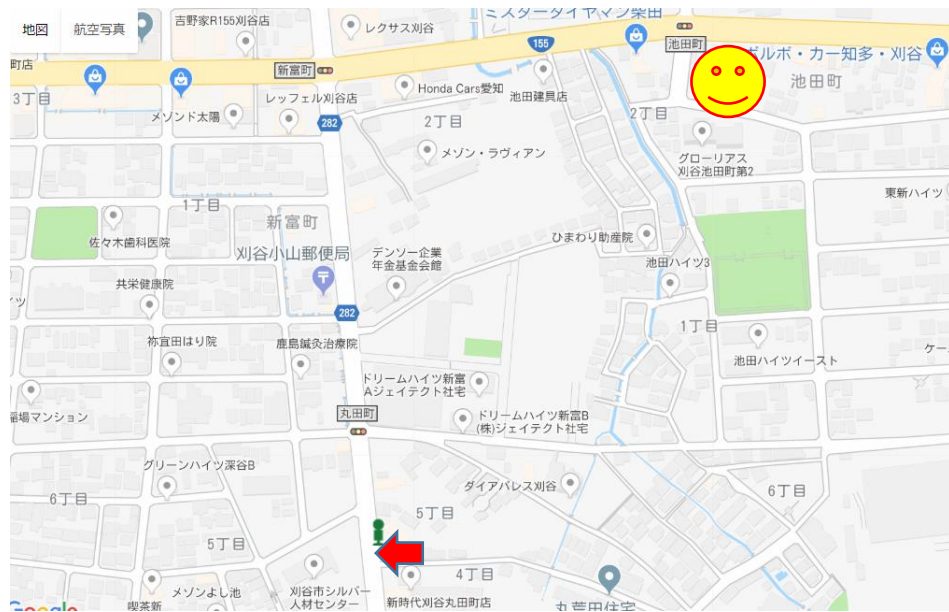 地図
航空写真
吉野家R155刈谷店
レクサス刈谷
ミスタータイヤマン柴田
155
池田町
ボルボ・カー知多・刈谷
町店
新富町
Honda Cars愛知
池田建具店
池田町
3丁目
レッフェル刈谷店
メゾンド太陽
282
2丁目
2丁目
メゾン・ラヴィアン
グローリアス
刈谷池田町第2
東新ハイツ
1丁目
新富町
佐々木歯科医院
刈谷小山郵便局
デンソー企業
年金基金会館
ひまわり助産院
池田ハイツ3
共栄健康院
282
1丁目
祢宜田はり院
鹿島鍼灸治療院
池田ハイツイースト
ケー
ドリームハイツ新富
Aジェイテクト社宅
丸田町
ドリームハイツ新富B
(株)ジェイテクト社宅
稲場マンション
グリーンハイツ深谷B
ダイアパレス刈谷
6丁目
6丁目
5丁目
5丁目
4丁目
メゾンよし池
刈谷市シルバー
人材センター
新時代刈谷丸田町店
丸荒田住宅
喫茶新
Google